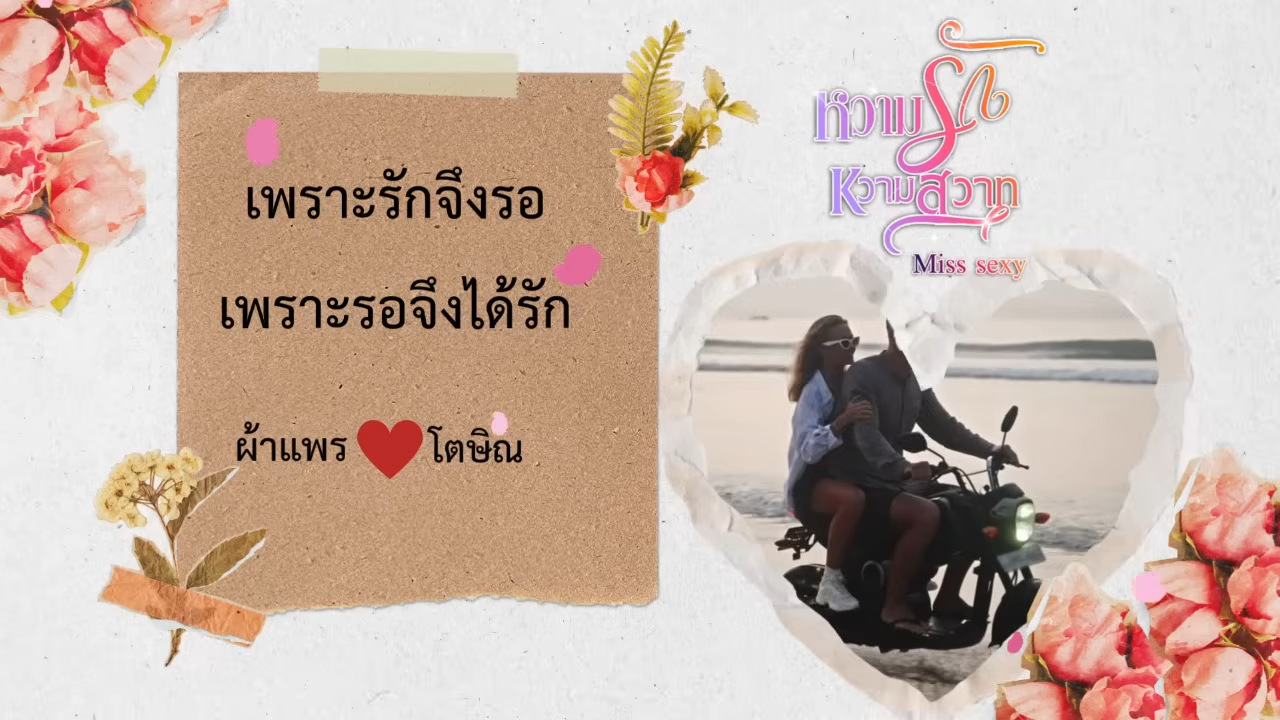 เพราะรักจึงรอ
เพราะรอจึงได้รัก
ผ้าแพร ❤ โตษิณ
หวามรัก
Kวามสวาท
Miss sexy